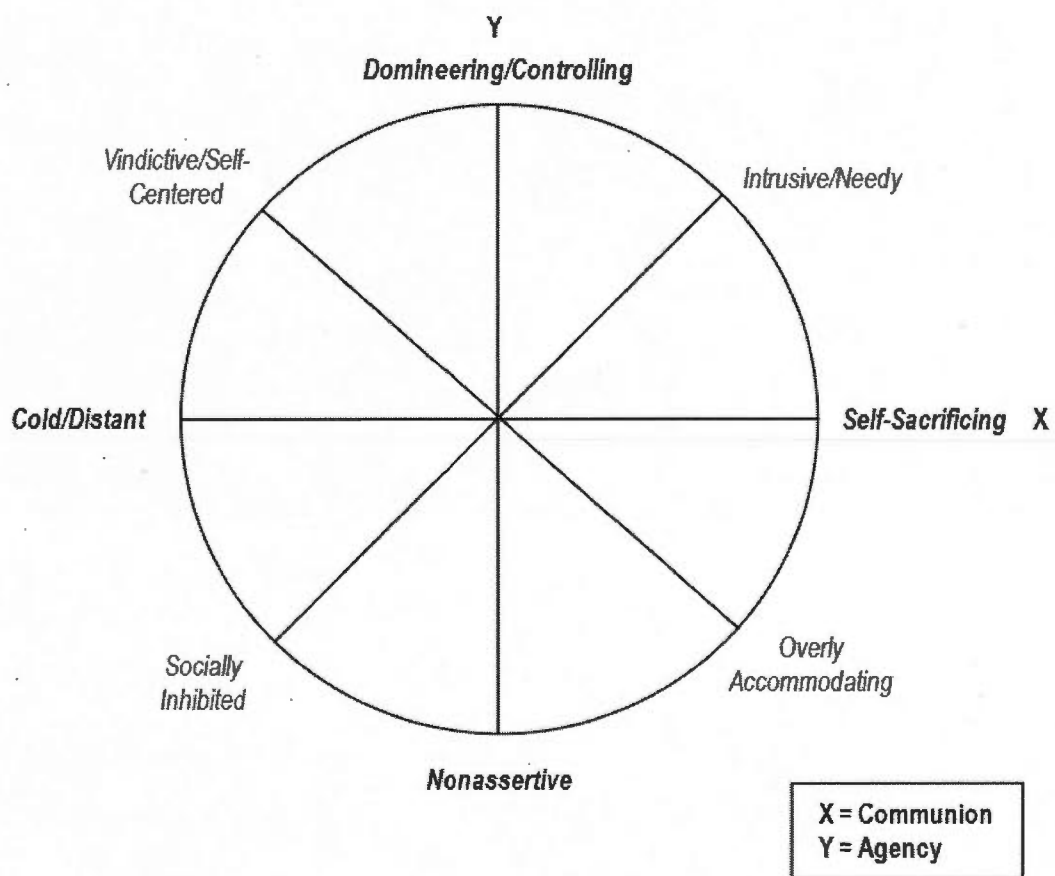 Y
Domineering/Controlling
Vindictive/Self-
Centered
Intrusive/Needy
Cold/Distant
Self-Sacrificing X
Socially
Inhibited
Overly
Accommodating
Nonassertive
X = Communion
Y = Agency